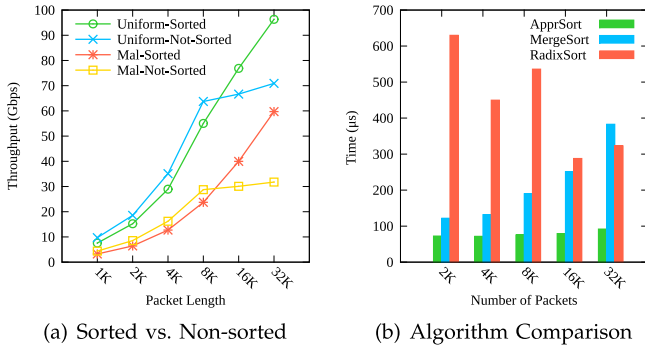 100
90
80
70
60
50
40
30
20
10
0
Throughput (Gbps)
Uniform-Sorted
Uniform-Not-Sorted
Mal-Sorted
Mal-Not-Sorted
1K 2K 4K 8K 16K 32K
Packet Length
(a) Sorted vs. Non-sorted
700
600
500
400
300
200
100
0
Time (μs)
ApprSort
MergeSort
RadixSort
2K 4K 8K 16K 32K
Number of Packets
(b) Algorithm Comparison